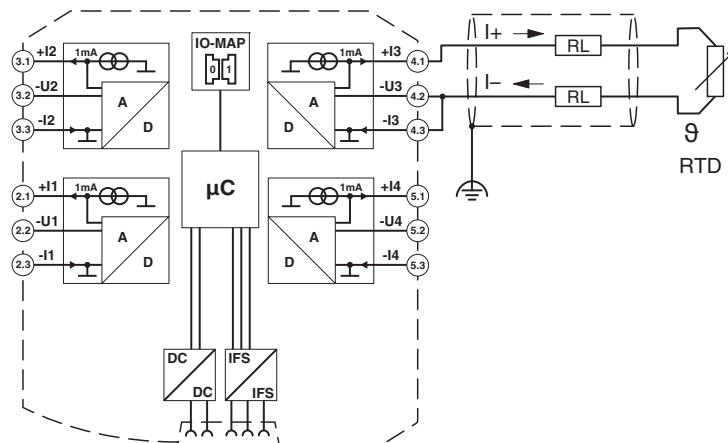 IO-MAP
0 1
3.1 +I2 1mA
3.2 -U2
3.3 -I2
A
D
1mA +I3 4.1
-U3 4.2
-I3 4.3
A
D
I+
RL
I−
RL
ϑ
RTD
µC
2.1 +I1 1mA
2.2 -U1
2.3 -I1
A
D
1mA +I4 5.1
-U4 5.2
-I4 5.3
A
D
DC
DC
IFS
IFS